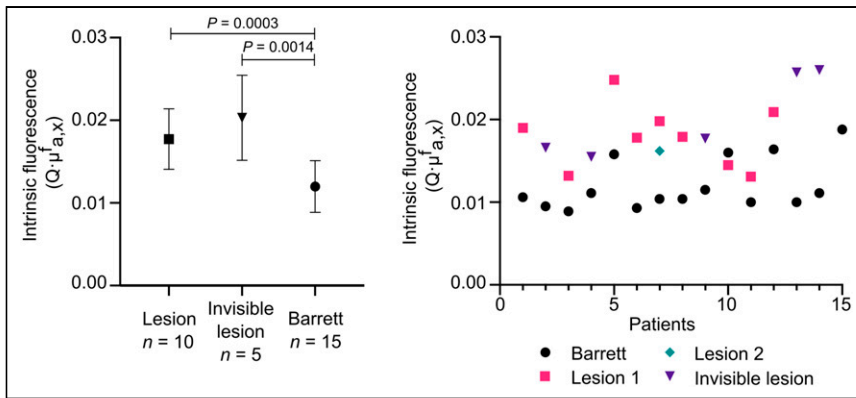 0.03
0.02
0.01
0.00
Intrinsic fluorescence
(Q·μᶠa,x)
P = 0.0003
P = 0.0014
Lesion
n = 10
Invisible
lesion
n = 5
Barrett
n = 15
0.03
0.02
0.01
0.00
Intrinsic fluorescence
(Q·μᶠa,x)
0 5 10 15
Patients
Barrett
Lesion 2
Lesion 1
Invisible lesion